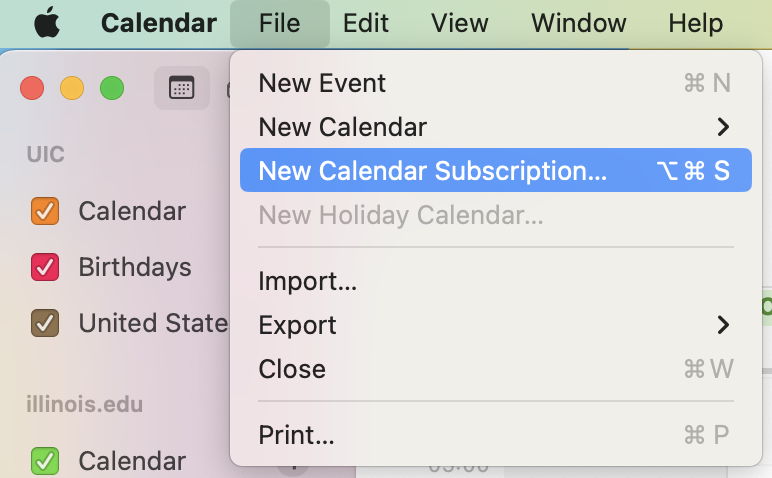 Calendar File Edit View Window Help
New Event ⌘ N
New Calendar
New Calendar Subscription... ⌥ ⌘ S
New Holiday Calendar...
Import...
Export
Close ⌘ W
Print... ⌘ P
UIC
Calendar
Birthdays
United State
illinois.edu
Calendar